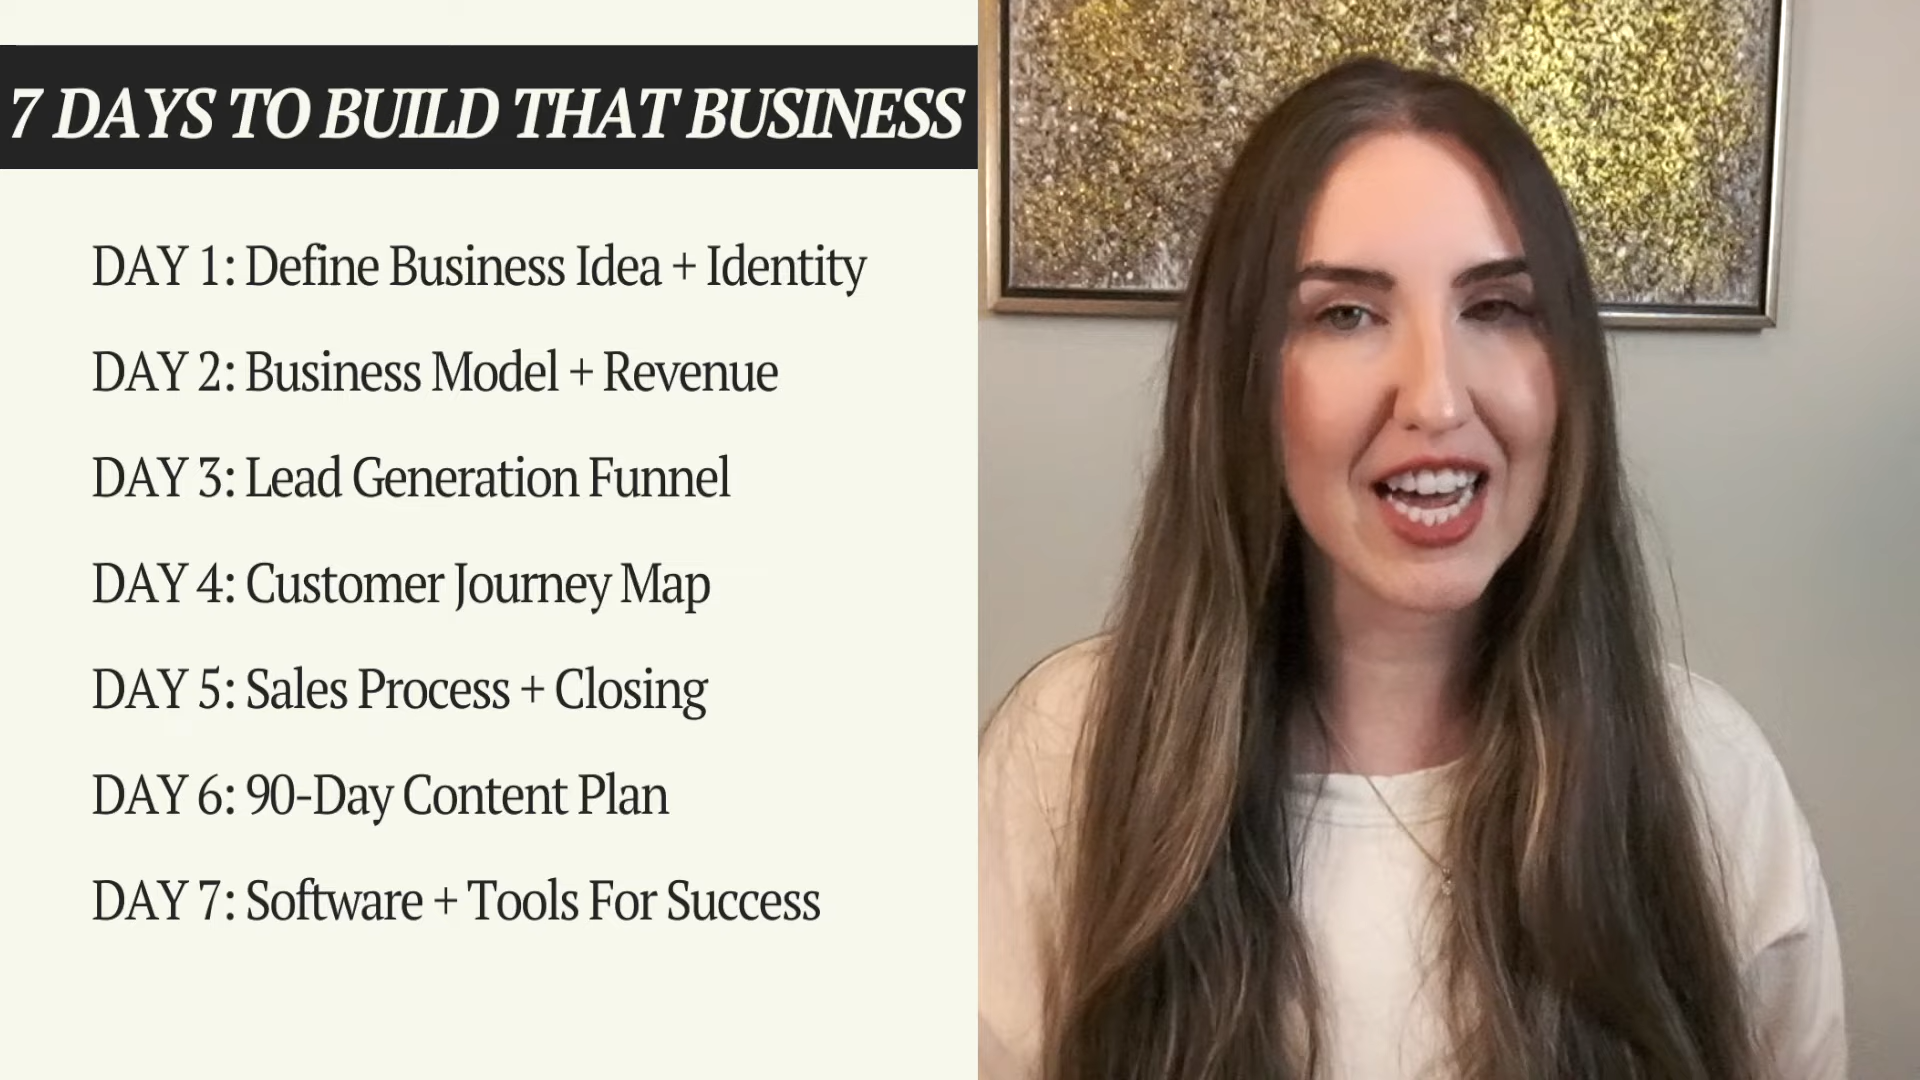 7 DAYS TO BUILD THAT BUSINESS
DAY 1: Define Business Idea + Identity
DAY 2: Business Model + Revenue
DAY 3: Lead Generation Funnel
DAY 4: Customer Journey Map
DAY 5: Sales Process + Closing
DAY 6: 90-Day Content Plan
DAY 7: Software + Tools For Success